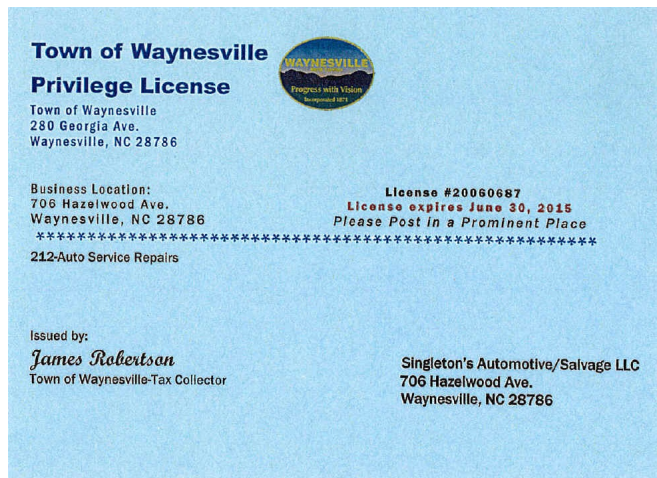 Town of Waynesville
Privilege License
WAYNESVILLE
Progress with Vision
Incorporated 1871
Town of Waynesville
280 Georgia Ave.
Waynesville, NC 28786
Business Location:
706 Hazelwood Ave.
Waynesville, NC 28786
License #20060687
License expires June 30, 2015
Please Post in a Prominent Place
*******************************************************
212-Auto Service Repairs
Issued by:
James Robertson
Town of Waynesville-Tax Collector
Singleton's Automotive/Salvage LLC
706 Hazelwood Ave.
Waynesville, NC 28786